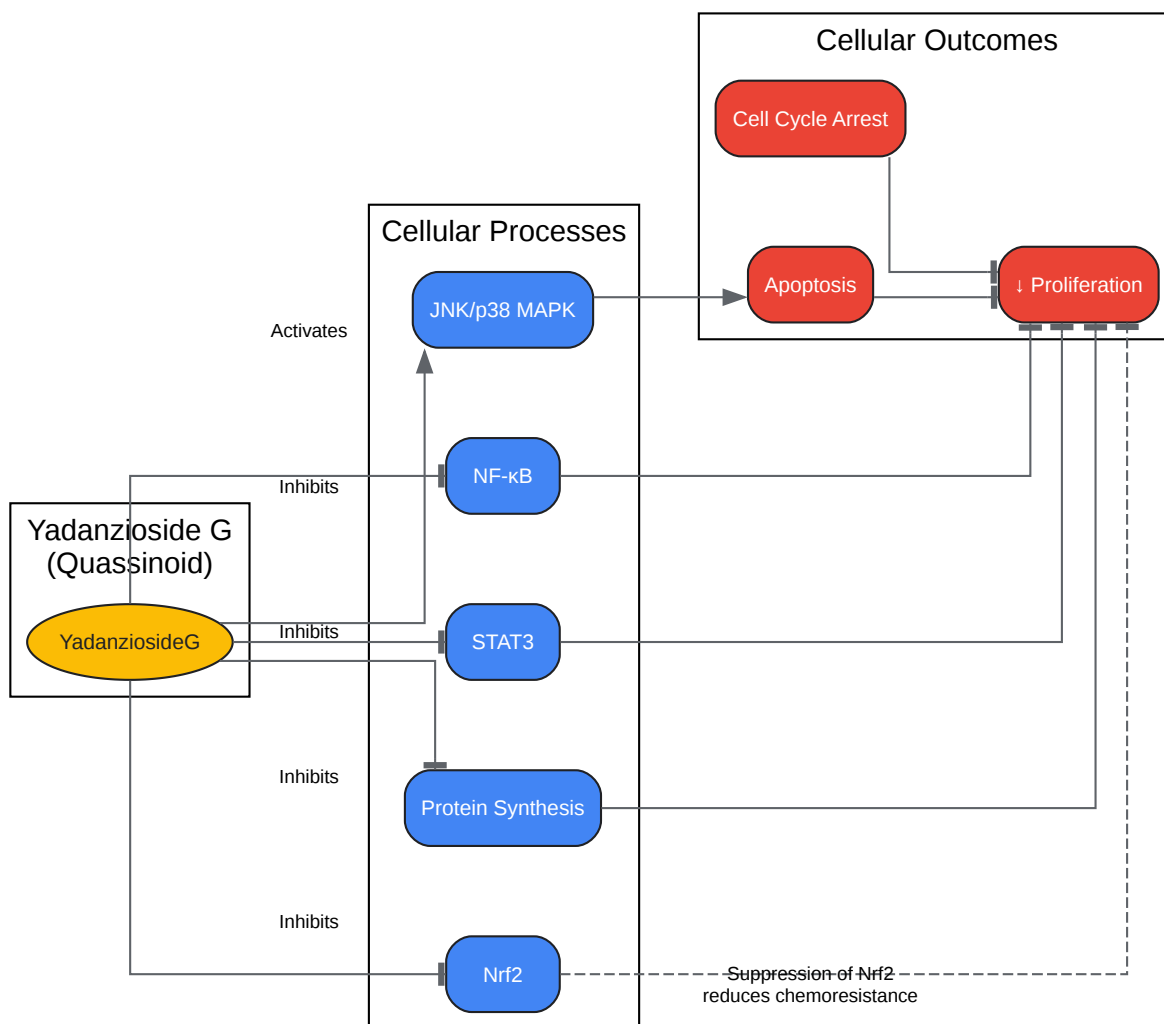 Cellular Outcomes
Cell Cycle Arrest
Cellular Processes
JNK/p38 MAPK
Apoptosis
↓ Proliferation
Activates
NF-κB
Inhibits
Yadanzioside G
(Quassinoid)
YadanziosideG
Inhibits
STAT3
Inhibits
Protein Synthesis
Inhibits
Nrf2
Suppression of Nrf2
reduces chemoresistance